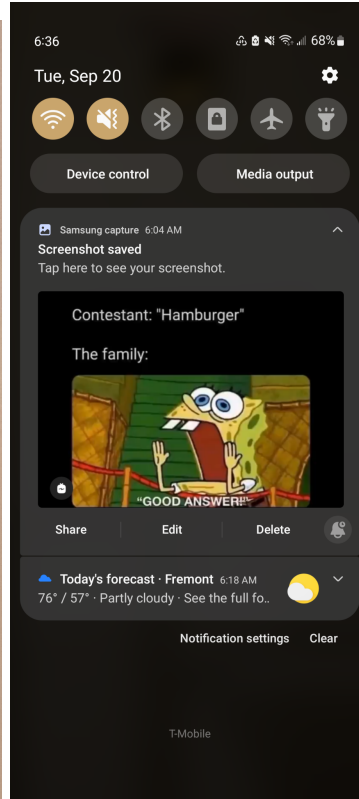 6:36
68%
Tue, Sep 20
Device control
Media output
Samsung capture 6:04 AM
Screenshot saved
Tap here to see your screenshot.
Contestant: "Hamburger"
The family:
"GOOD ANSWER!"
Share
Edit
Delete
Today's forecast · Fremont 6:18 AM
76° / 57° · Partly cloudy · See the full fo..
Notification settings
Clear
T-Mobile